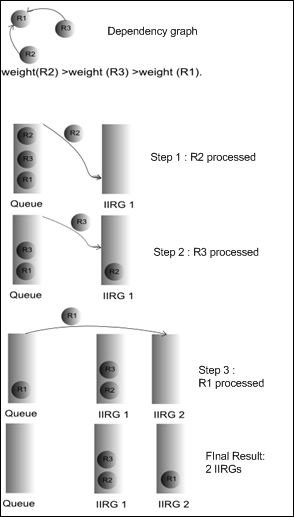 R1
R3
Dependency graph
R2
weight(R2) >weight (R3) >weight (R1).
R2
R2
R3
R1
Step 1 : R2 processed
Queue
IIRG 1
R3
R3
R1
R2
Step 2 : R3 processed
Queue
IIRG 1
R1
R1
R3
R2
Step 3 :
R1 processed
Queue
IIRG 1
IIRG 2
R3
R2
R1
FInal Result:
2 IIRGs
Queue
IIRG 1
IIRG 2